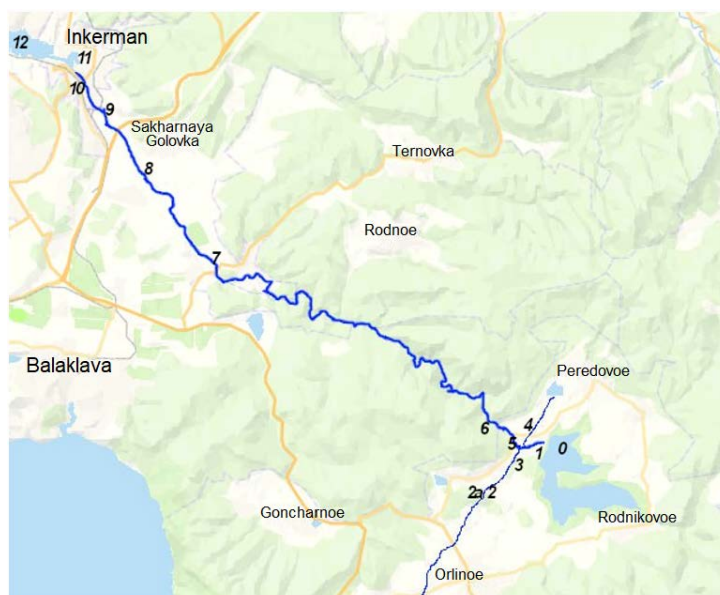 Inkerman
12
11
10
9
Sakharnaya
Golovka
8
Ternovka
Rodnoe
7
Balaklava
Peredovoe
6
4
5
1
0
3
2a 2
Goncharnoe
Rodnikovoe
Orlinoe